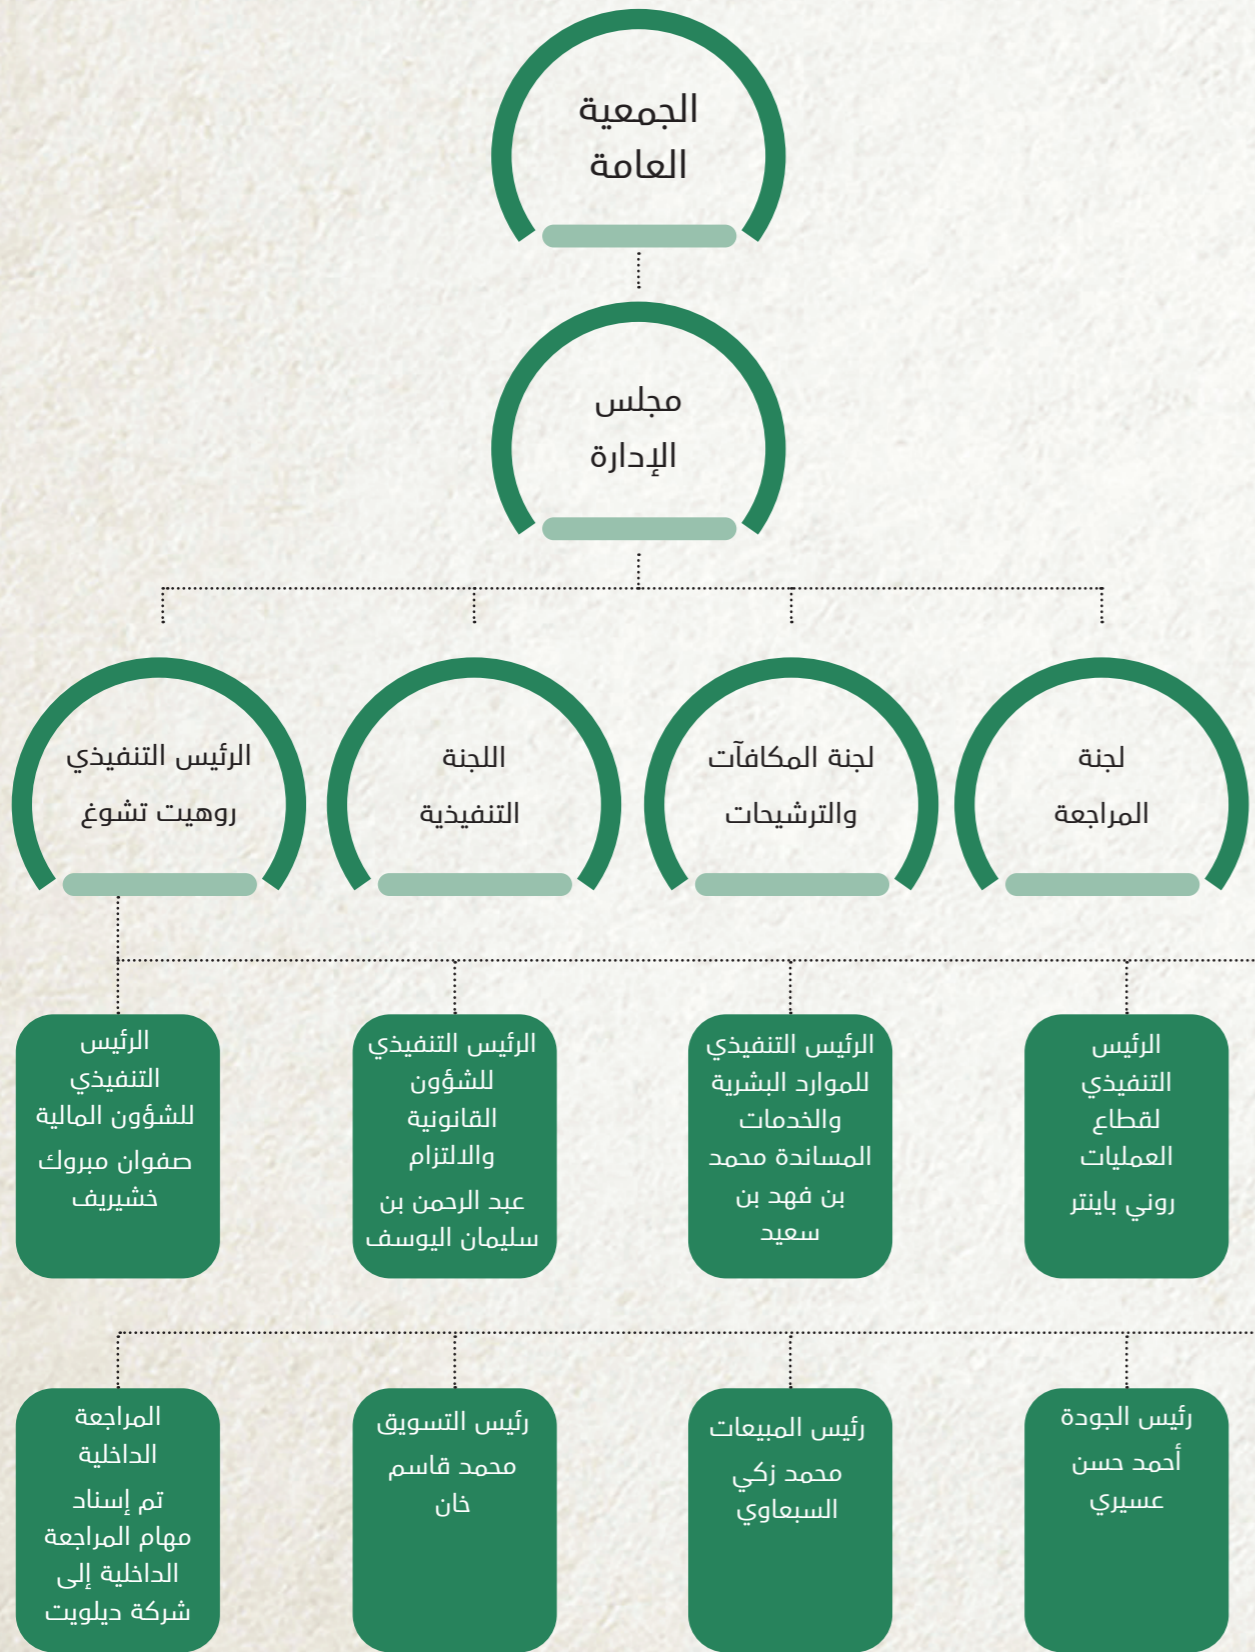 الجمعية
العامة
مجلس
الإدارة
لجنة
المراجعة
لجنة المكافآت
والترشيحات
اللجنة
التنفيذية
الرئيس التنفيذي
روهيت تشوغ
الرئيس
التنفيذي
لقطاع
العمليات
روني باينتر
الرئيس التنفيذي
للموارد البشرية
والخدمات
المساندة محمد
بن فهد بن
سعيد
الرئيس التنفيذي
للشؤون
القانونية
والالتزام
عبد الرحمن بن
سليمان اليوسف
الرئيس
التنفيذي
للشؤون المالية
صفوان مبروك
خشيريف
رئيس الجودة
أحمد حسن
عسيري
رئيس المبيعات
محمد زكي
السبعاوي
رئيس التسويق
محمد قاسم
خان
المراجعة
الداخلية
تم إسناد
مهام المراجعة
الداخلية إلى
شركة ديلويت